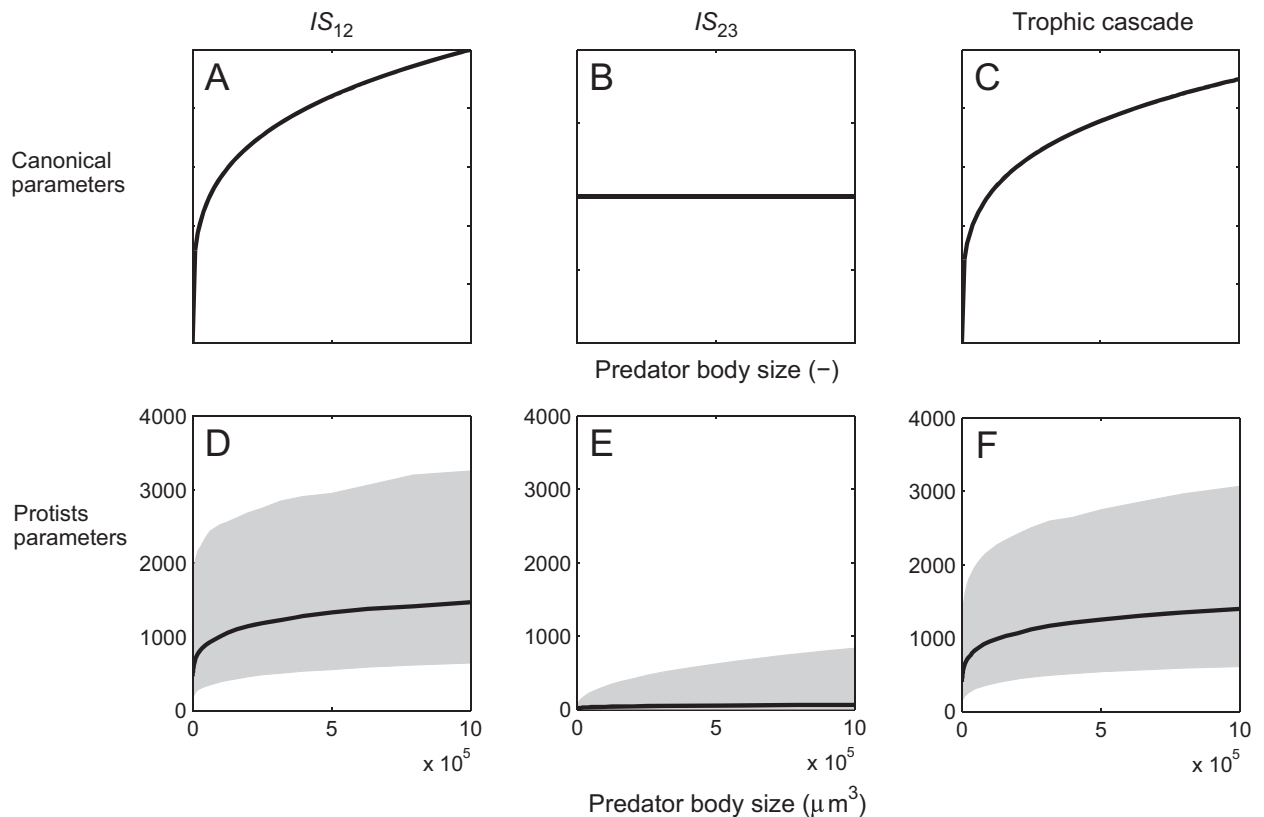 IS12 IS23 Trophic cascade
A B C
Canonical
parameters
Predator body size (−)
4000 4000 4000
D E F
3000 3000 3000
Protists
parameters
2000 2000 2000
1000 1000 1000
0 0 0
0 5 10 0 5 10 0 5 10
x 10^5 x 10^5 x 10^5
Predator body size (μm^3)